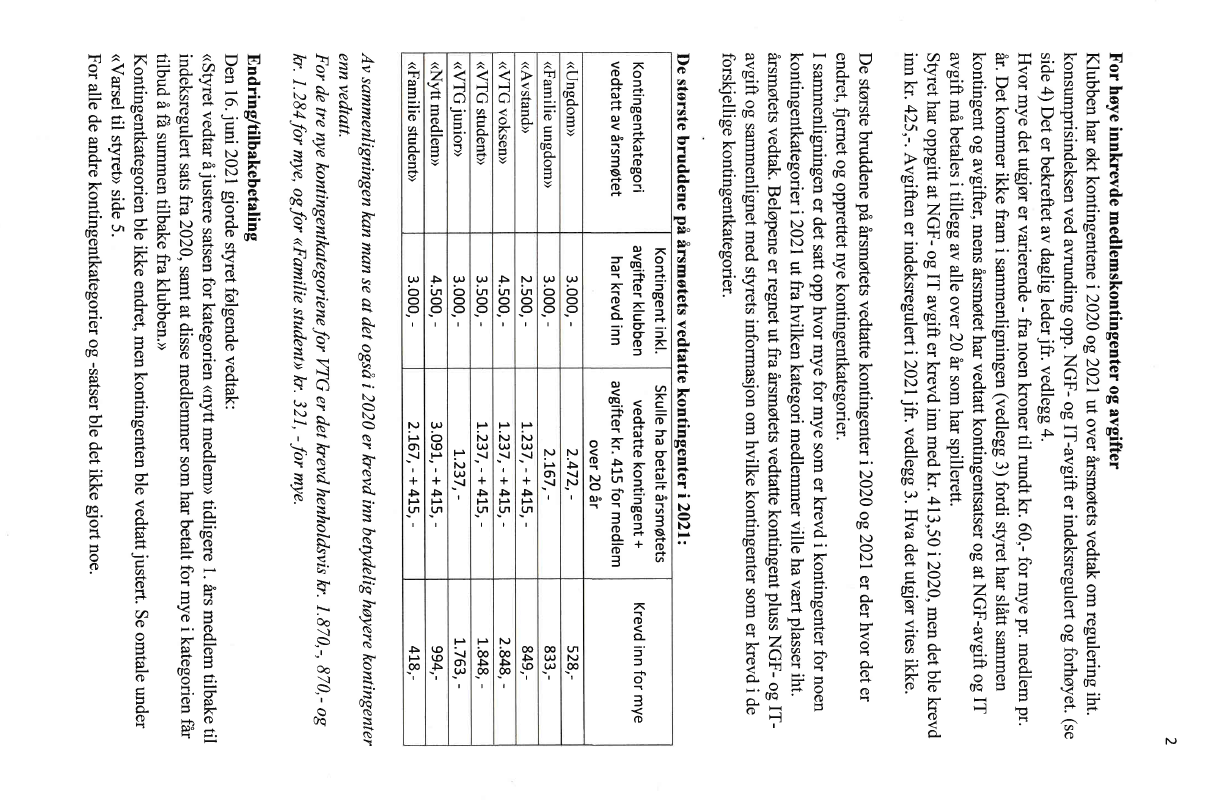 2
For høye innkrevde medlemskontingenter og avgifter
Klubben har økt kontingentene i 2020 og 2021 ut over årsmøtets vedtak om regulering iht.
konsumprisindeksen ved avrunding opp. NGF- og IT-avgift er indeksregulert og forhøyet. (se
side 4) Det er bekreftet av daglig leder jfr. vedlegg 4.
Hvor mye det utgjør er varierende - fra noen kroner til rundt kr. 60,- for mye pr. medlem pr.
år. Det kommer ikke fram i sammenligningen (vedlegg 3) fordi styret har slått sammen
kontingent og avgifter, mens årsmøtet har vedtatt kontingentsatser og at NGF-avgift og IT
avgift må betales i tillegg av alle over 20 år som har spillerett.
Styret har oppgitt at NGF- og IT avgift er krevd inn med kr. 413,50 i 2020, men det ble krevd
inn kr. 425,-. Avgiften er indeksregulert i 2021 jfr. vedlegg 3. Hva det utgjør vites ikke.
De største bruddene på årsmøtets vedtatte kontingenter i 2020 og 2021 er der hvor det er
endret, fjernet og opprettet nye kontingentkategorier.
I sammenligningen er det satt opp hvor mye for mye som er krevd i kontingenter for noen
kontingentkategorier i 2021 ut fra hvilken kategori medlemmer ville ha vært plasser iht.
årsmøtets vedtak. Beløpene er regnet ut fra årsmøtets vedtatte kontingent pluss NGF- og IT-
avgift og sammenlignet med styrets informasjon om hvilke kontingenter som er krevd i de
forskjellige kontingentkategorier.
De største bruddene på årsmøtets vedtatte kontingenter i 2021:
Kontingentkategori vedtatt av årsmøtet | Kontingent inkl. avgifter klubben har krevd inn | Skulle ha betalt årsmøtets vedtatte kontingent + avgifter kr. 415 for medlem over 20 år | Krevd inn for mye
«Ungdom» 3.000,- 2.472,- 528,-
«Familie ungdom» 3.000,- 2.167,- 833,-
«Avstand» 2.500,- 1.237,- + 415,- 849,-
«VTG voksen» 4.500,- 1.237,- + 415,- 2.848,-
«VTG student» 3.500,- 1.237,- + 415,- 1.848,-
«VTG junior» 3.000,- 1.237,- 1.763,-
«Nytt medlem» 4.500,- 3.091,- + 415,- 994,-
«Familie student» 3.000,- 2.167,- + 415,- 418,-
Av sammenligningen kan man se at det også i 2020 er krevd inn betydelig høyere kontingenter
enn vedtatt.
For de tre nye kontingentkategoriene for VTG er det krevd henholdsvis kr. 1.870,-, 870,- og
kr. 1.284 for mye, og for «Familie student» kr. 321,- for mye.
Endring/tilbakebetaling
Den 16. juni 2021 gjorde styret følgende vedtak:
«Styret vedtar å justere satsen for kategorien «nytt medlem» tidligere 1. års medlem tilbake til
indeksregulert sats fra 2020, samt at disse medlemmer som har betalt for mye i kategorien får
tilbud å få summen tilbake fra klubben.»
Kontingentkategorien ble ikke endret, men kontingenten ble vedtatt justert. Se omtale under
«Varsel til styret» side 5.
For alle de andre kontingentkategorier og -satser ble det ikke gjort noe.